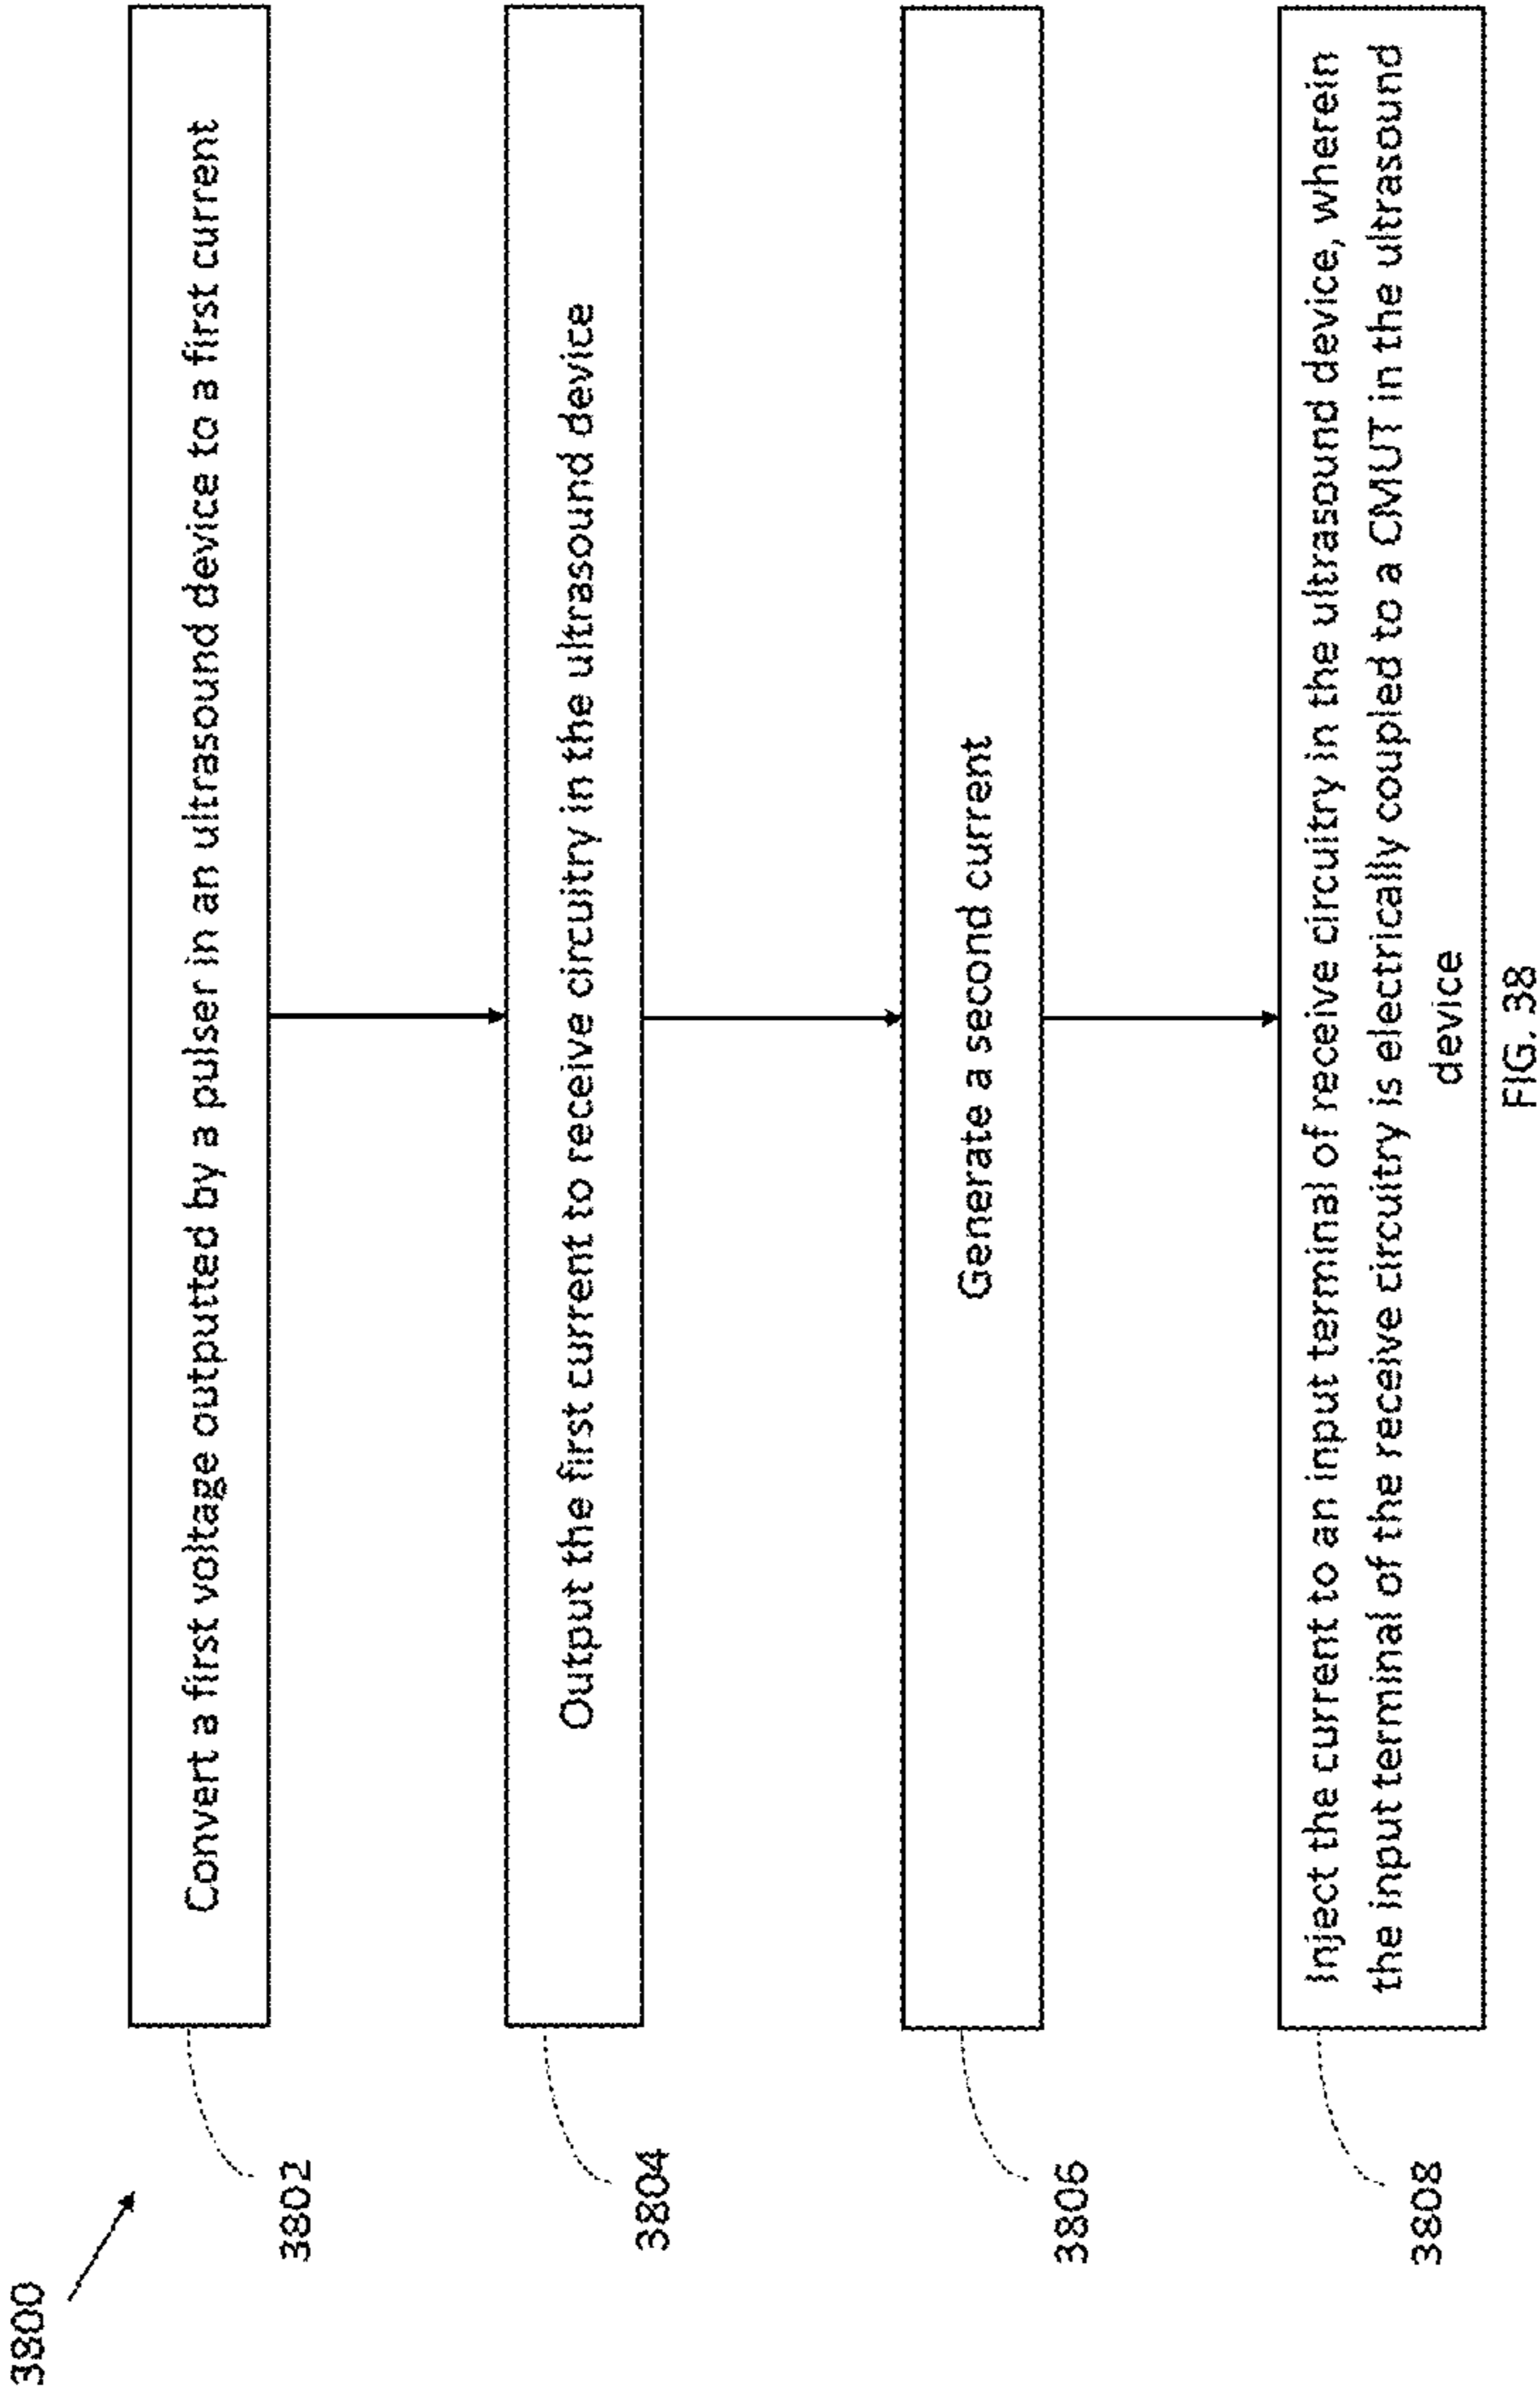 3800
3802
Convert a first voltage outputted by a pulser in an ultrasound device to a first current
3804
Output the first current to receive circuitry in the ultrasound device
3806
Generate a second current
3808
Inject the current to an input terminal of receive circuitry in the ultrasound device, wherein
the input terminal of the receive circuitry is electrically coupled to a CMUT in the ultrasound
device
FIG. 38